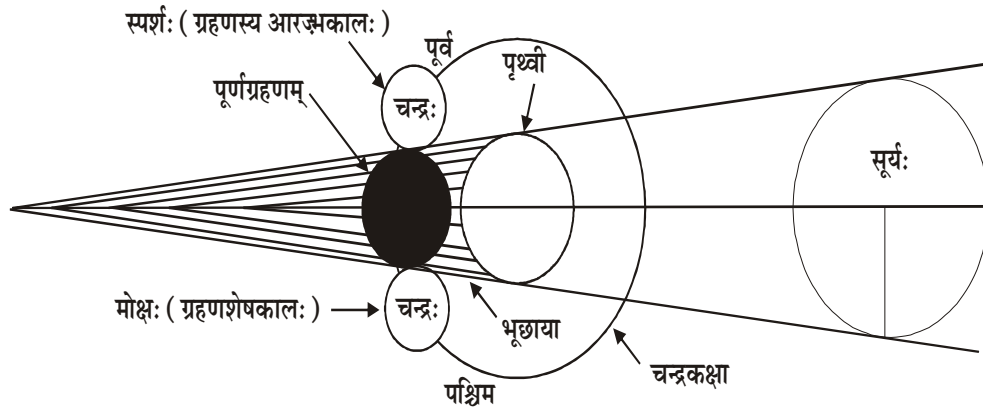 स्पर्शः ( ग्रहणस्य आरम्भकालः )
पूर्व
पृथ्वी
पूर्णग्रहणम्
चन्द्रः
सूर्यः
मोक्षः ( ग्रहणशेषकालः )
चन्द्रः
भूछाया
चन्द्रकक्षा
पश्चिम